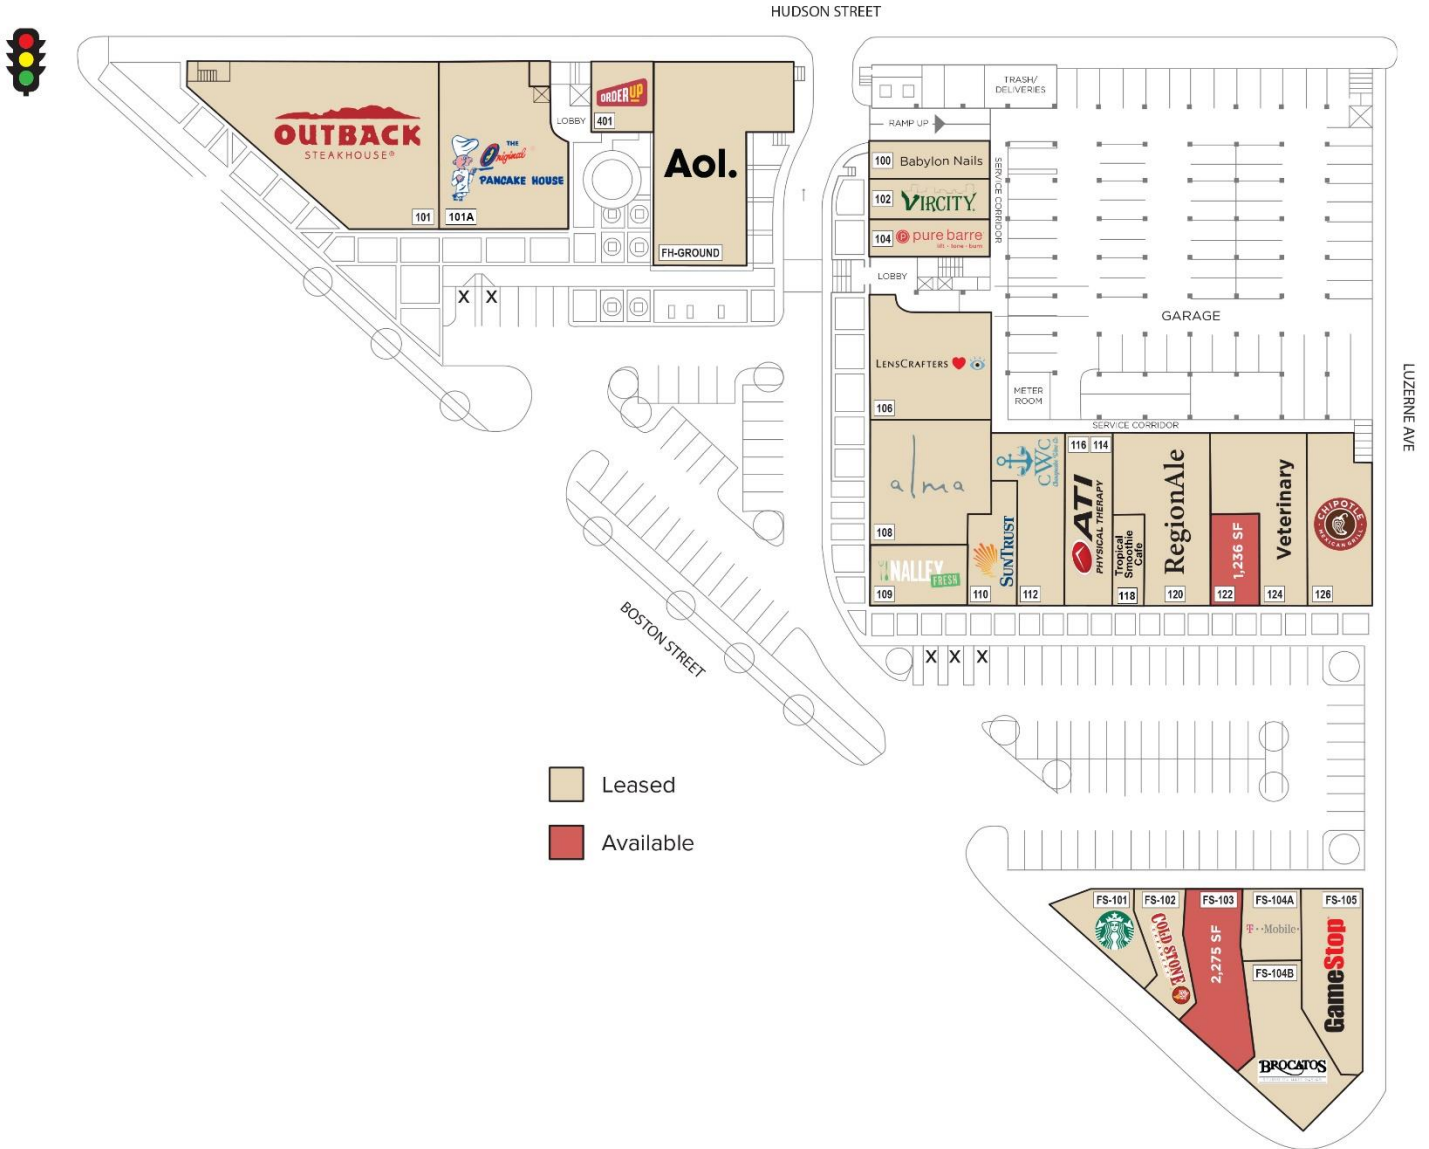 HUDSON STREET
OUTBACK
STEAKHOUSE®
101
THE
Original
PANCAKE HOUSE
101A
LOBBY
ORDERUP
401
Aol.
FH-GROUND
X X
TRASH/
DELIVERIES
RAMP UP
100 Babylon Nails
102 VIRCITY
104 pure barre
lift • tone • burn
SERVICE CORRIDOR
LOBBY
GARAGE
LENSCRAFTERS
106
METER
ROOM
SERVICE CORRIDOR
LUZERNE AVE
alma
108
NALLEY
FRESH
109
SUNTRUST
110
CWC
112
116 114
ATI
PHYSICAL THERAPY
Tropical
Smoothie
Cafe
118
RegionAle
120
1,236 SF
122
Veterinary
124
CHIPOTLE
MEXICAN GRILL
126
X X X
BOSTON STREET
Leased
Available
FS-101
FS-102
COLD STONE
FS-103
2,275 SF
FS-104A
T··Mobile·
FS-104B
BROCATOS
FS-105
GameStop